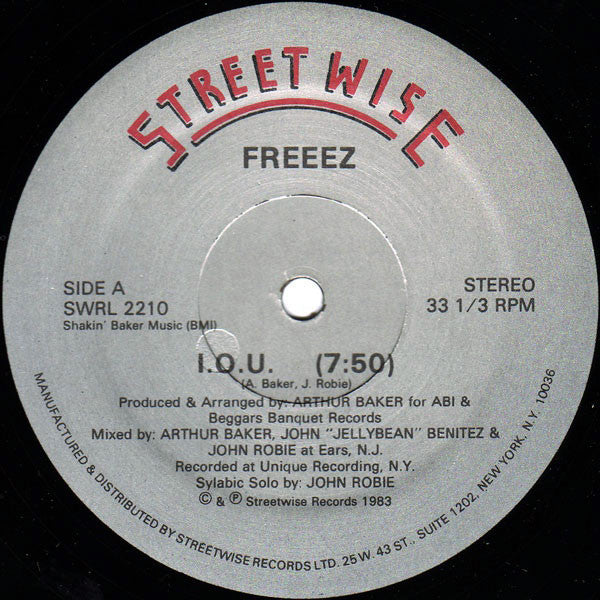 STREETWISE
FREEEZ
SIDE A
SWRL 2210
Shakin' Baker Music (BMI)
STEREO
33 1/3 RPM
I.O.U. (7:50)
(A. Baker, J. Robie)
Produced & Arranged by: ARTHUR BAKER for ABI &
Beggars Banquet Records
Mixed by: ARTHUR BAKER, JOHN "JELLYBEAN" BENITEZ &
JOHN ROBIE at Ears, N.J.
Recorded at Unique Recording, N.Y.
Sylabic Solo by: JOHN ROBIE
© & ℗ Streetwise Records 1983
MANUFACTURED & DISTRIBUTED BY STREETWISE RECORDS LTD. 25 W. 43 ST., SUITE 1202, NEW YORK, N.Y. 10036